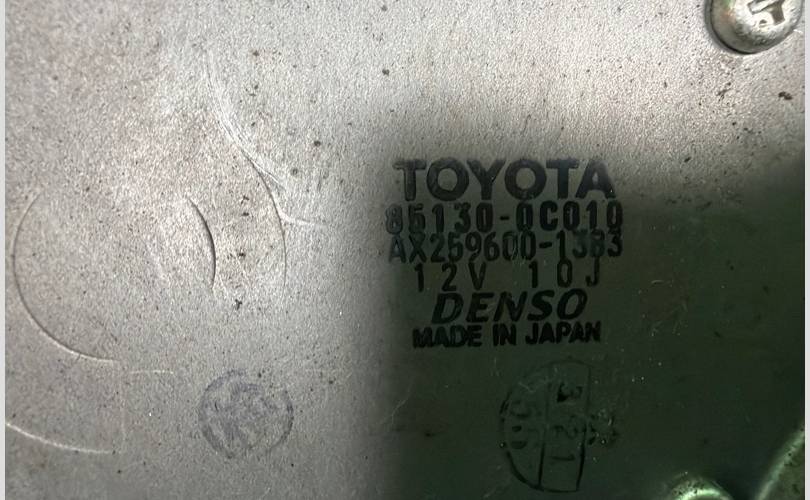 TOYOTA
85130-0C010
AX259600-1383
12V 10J
DENSO
MADE IN JAPAN